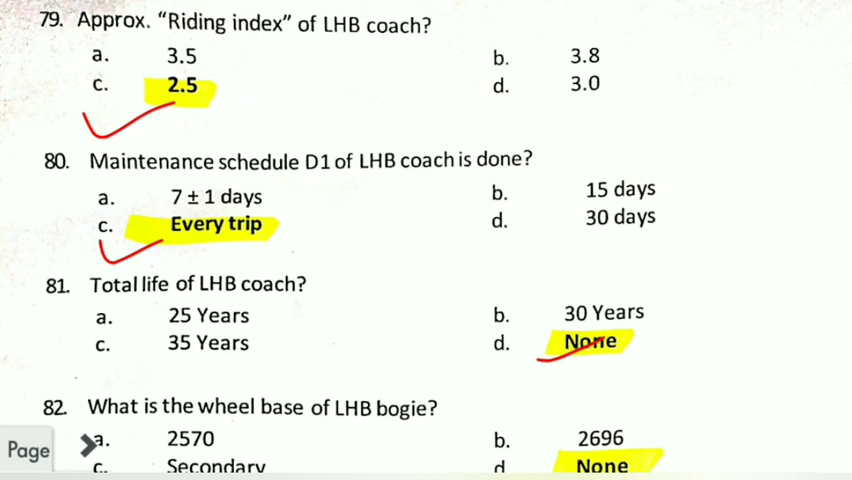 79. Approx. “Riding index” of LHB coach?
a. 3.5 b. 3.8
c. 2.5 d. 3.0
80. Maintenance schedule D1 of LHB coach is done?
a. 7 ± 1 days b. 15 days
c. Every trip d. 30 days
81. Total life of LHB coach?
a. 25 Years b. 30 Years
c. 35 Years d. None
82. What is the wheel base of LHB bogie?
a. 2570 b. 2696
c. Secondary d None
Page